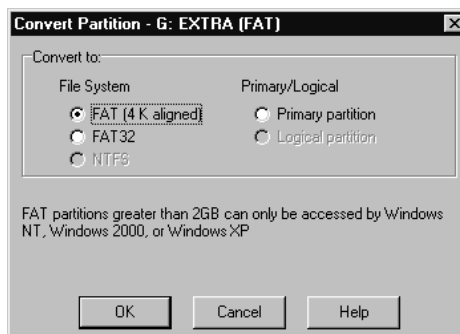 Convert Partition - G: EXTRA (FAT)
Convert to:
File System
Primary/Logical
FAT (4 K aligned)
Primary partition
FAT32
Logical partition
NTFS
FAT partitions greater than 2GB can only be accessed by Windows
NT, Windows 2000, or Windows XP
OK
Cancel
Help